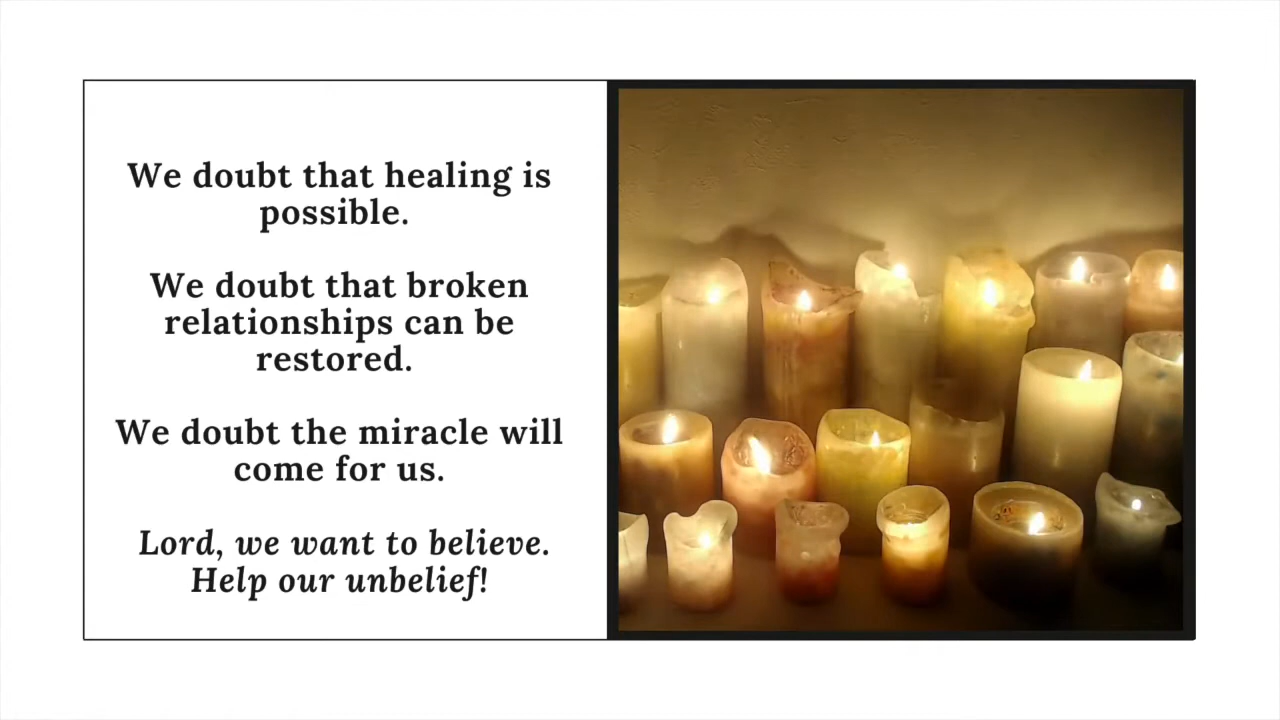 We doubt that healing is
possible.
We doubt that broken
relationships can be
restored.
We doubt the miracle will
come for us.
Lord, we want to believe.
Help our unbelief!